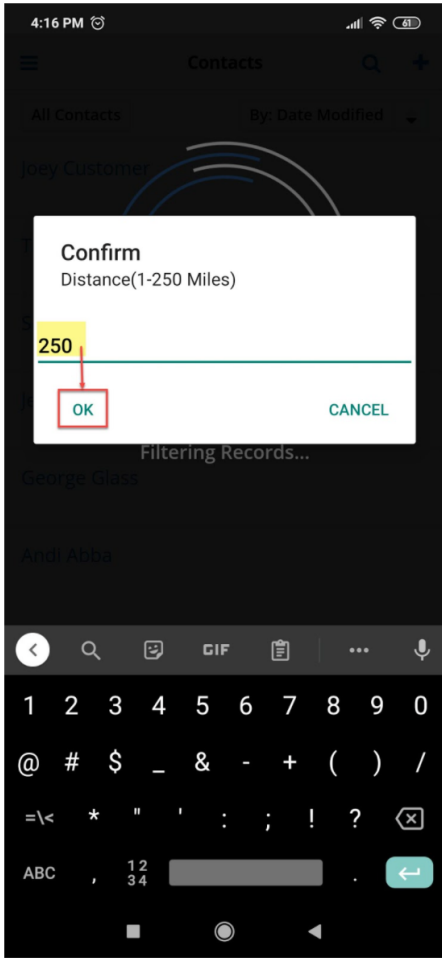 4:16 PM
61
Contacts
All Contacts
By: Date Modified
Joey Customer
Confirm
Distance(1-250 Miles)
250
OK
CANCEL
Filtering Records...
George Glass
Andi Abba
GIF
1 2 3 4 5 6 7 8 9 0
@ # $ _ & - + ( ) /
=\< * " ' : ; ! ?
ABC , 12 34 .